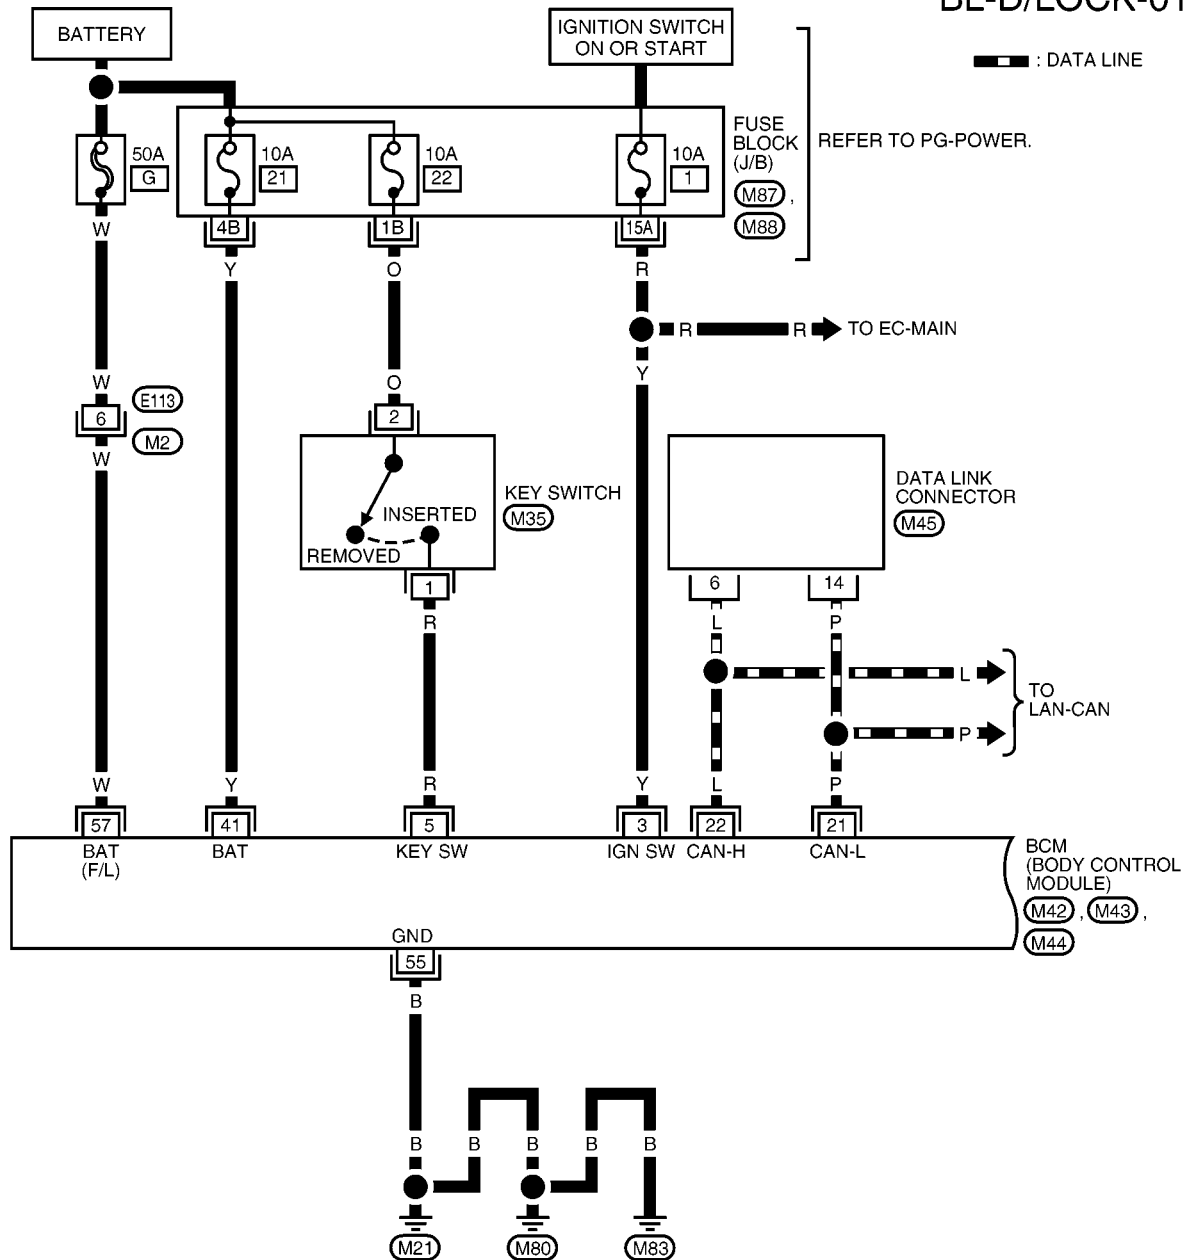 BL-D/LOCK-01
BATTERY
IGNITION SWITCH
ON OR START
: DATA LINE
50A
G
10A
21
10A
22
10A
1
FUSE
BLOCK
(J/B)
M87 ,
M88
REFER TO PG-POWER.
W
4B
1B
15A
Y
O
R
R
R
TO EC-MAIN
Y
W
O
6
E113
M2
W
2
KEY SWITCH
M35
INSERTED
REMOVED
1
R
DATA LINK
CONNECTOR
M45
6
14
L
P
L
P
TO
LAN-CAN
W
Y
R
Y
L
P
57
41
5
3
22
21
BAT
(F/L)
BAT
KEY SW
IGN SW
CAN-H
CAN-L
BCM
(BODY CONTROL
MODULE)
M42 , M43 ,
M44
GND
55
B
B
B
B
B
B
M21
M80
M83